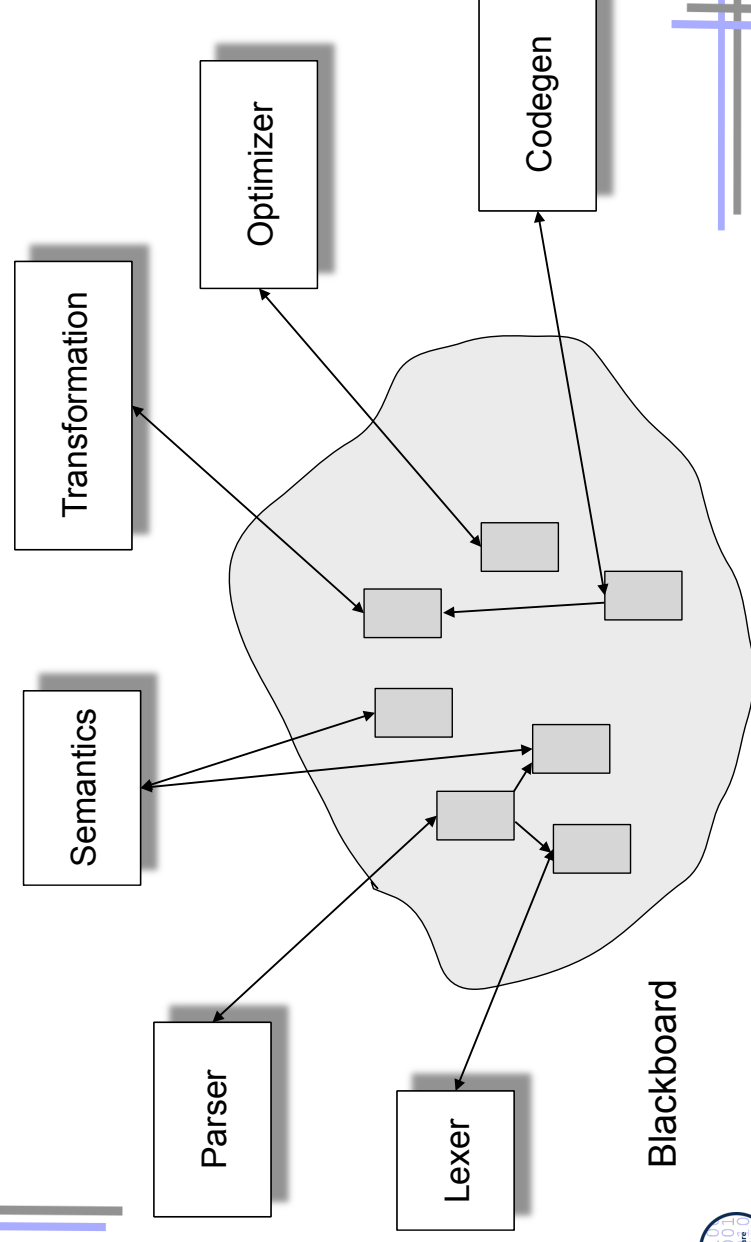 Transformation
Semantics
Optimizer
Parser
Codegen
Lexer
Blackboard